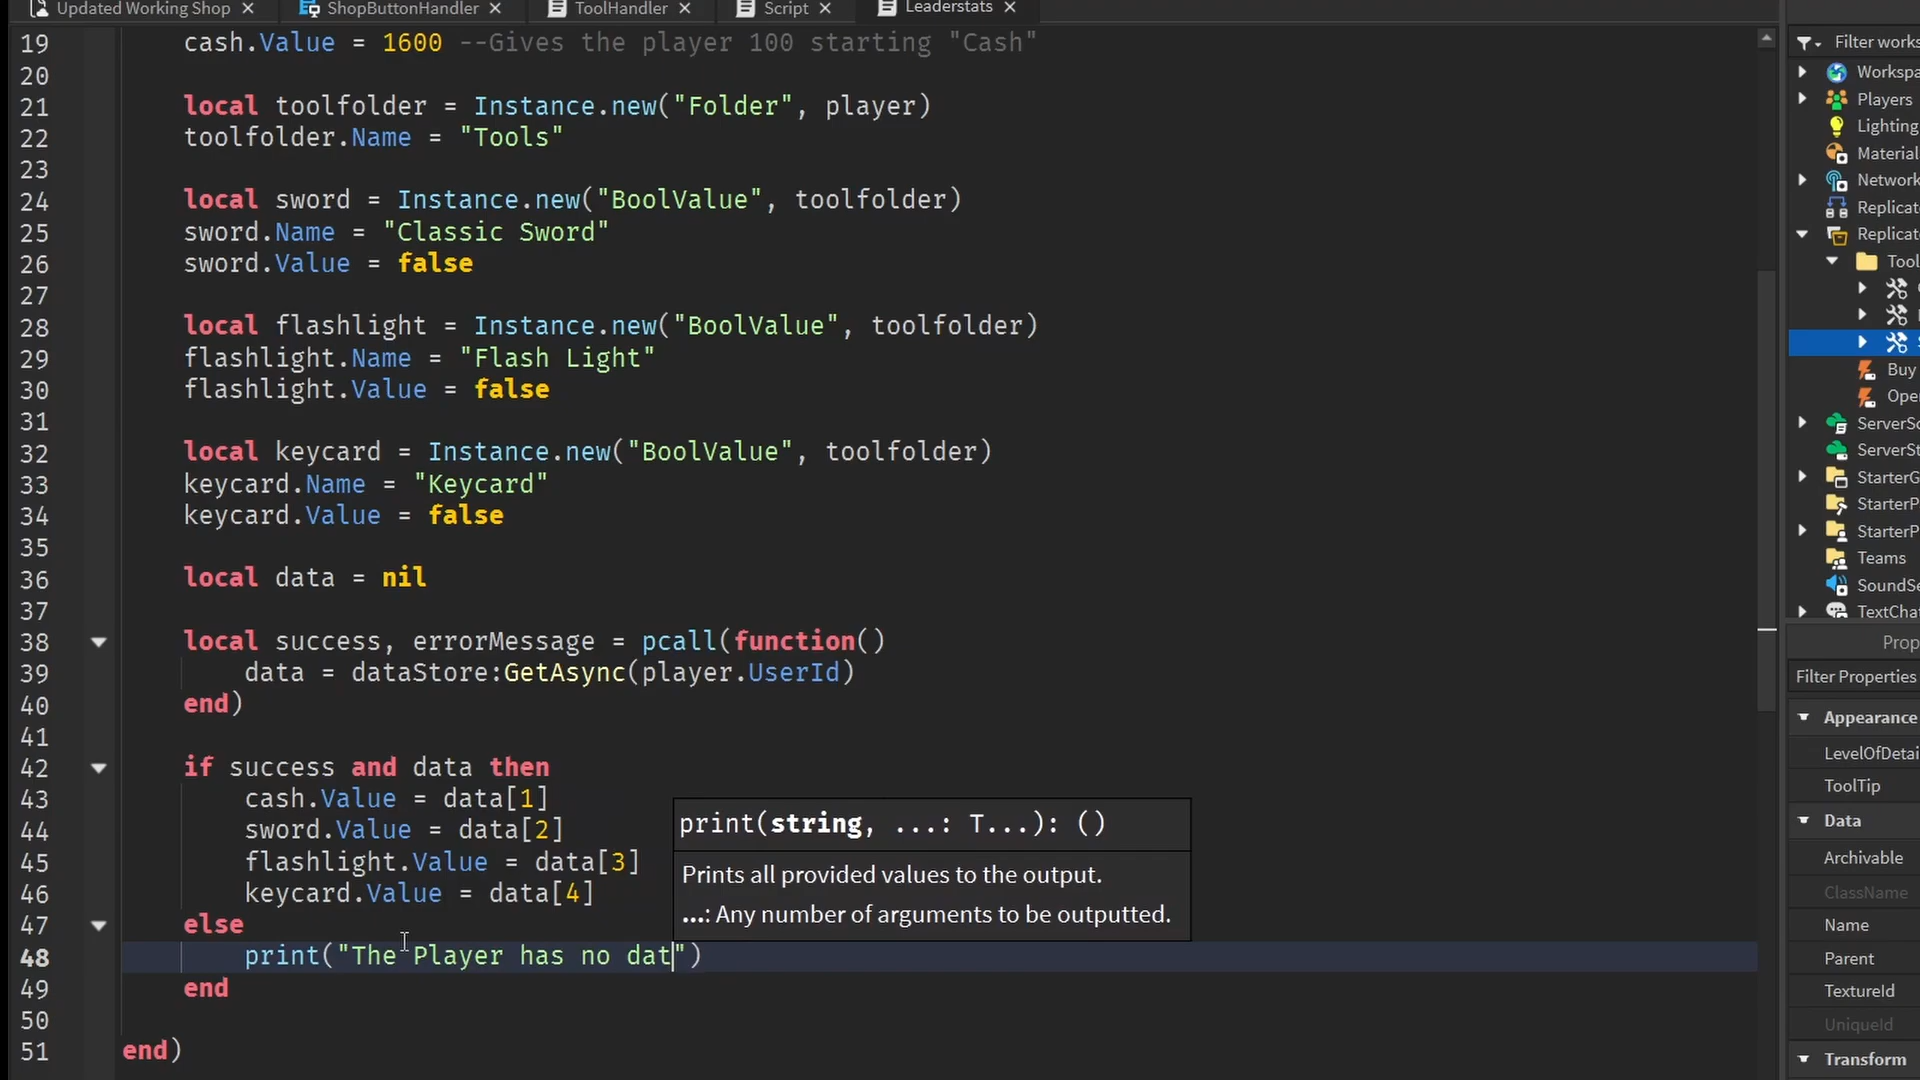 Updated Working Shop
ShopButtonHandler
ToolHandler
Script
Leaderstats
19 cash.Value = 1600 --Gives the player 100 starting "Cash"
20
21 local toolfolder = Instance.new("Folder", player)
22 toolfolder.Name = "Tools"
23
24 local sword = Instance.new("BoolValue", toolfolder)
25 sword.Name = "Classic Sword"
26 sword.Value = false
27
28 local flashlight = Instance.new("BoolValue", toolfolder)
29 flashlight.Name = "Flash Light"
30 flashlight.Value = false
31
32 local keycard = Instance.new("BoolValue", toolfolder)
33 keycard.Name = "Keycard"
34 keycard.Value = false
35
36 local data = nil
37
38 local success, errorMessage = pcall(function()
39 data = dataStore:GetAsync(player.UserId)
40 end)
41
42 if success and data then
43 cash.Value = data[1]
44 sword.Value = data[2]
45 flashlight.Value = data[3]
46 keycard.Value = data[4]
47 else
48 print("The Player has no dat")
49 end
50
51 end)
print(string, ...: T...): ()
Prints all provided values to the output.
...: Any number of arguments to be outputted.
Filter works
Workspa
Players
Lighting
Material
Network
Replicat
Replicat
Tool
Buy
Oper
ServerSc
ServerSt
StarterG
StarterP
StarterP
Teams
SoundSe
TextChat
Prop
Filter Properties
Appearance
LevelOfDetai
ToolTip
Data
Archivable
ClassName
Name
Parent
TextureId
UniqueId
Transform